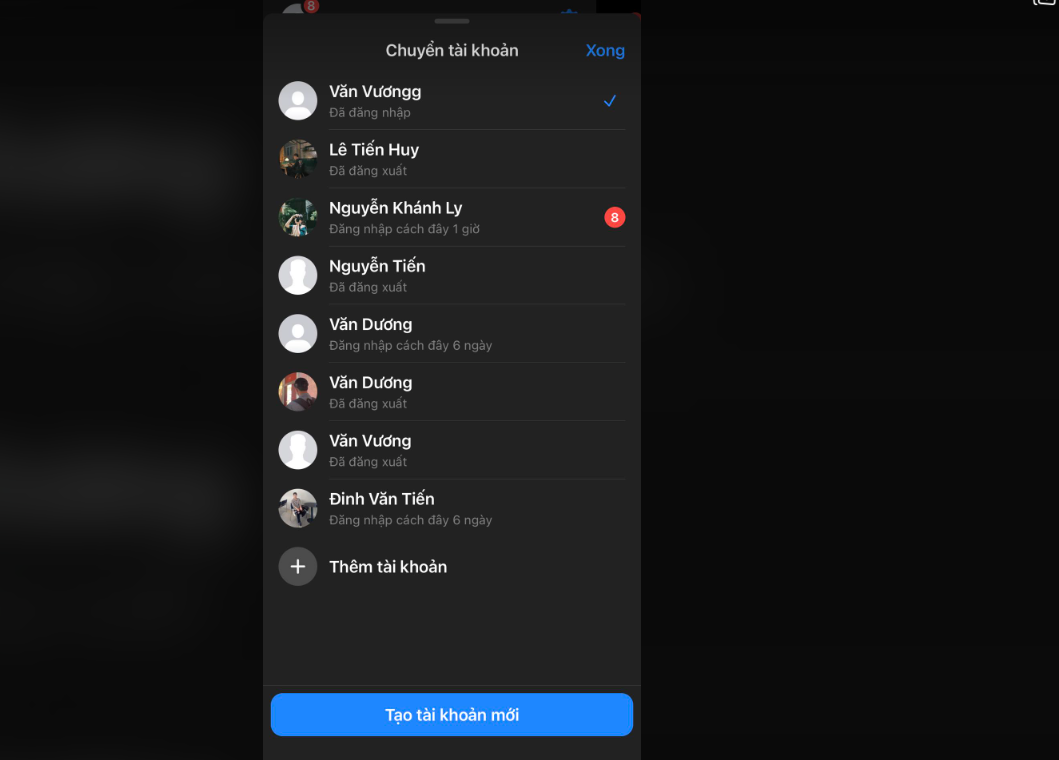 8
Chuyển tài khoản
Xong
Văn Vươngg
Đã đăng nhập
Lê Tiến Huy
Đã đăng xuất
Nguyễn Khánh Ly
Đăng nhập cách đây 1 giờ
8
Nguyễn Tiến
Đã đăng xuất
Văn Dương
Đăng nhập cách đây 6 ngày
Văn Dương
Đã đăng xuất
Văn Vương
Đã đăng xuất
Đinh Văn Tiến
Đăng nhập cách đây 6 ngày
Thêm tài khoản
Tạo tài khoản mới